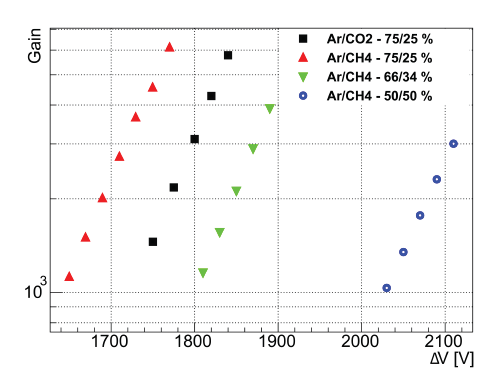 Gain
Ar/CO2 - 75/25 %
Ar/CH4 - 75/25 %
Ar/CH4 - 66/34 %
Ar/CH4 - 50/50 %
10³
1700 1800 1900 2000 2100
ΔV [V]